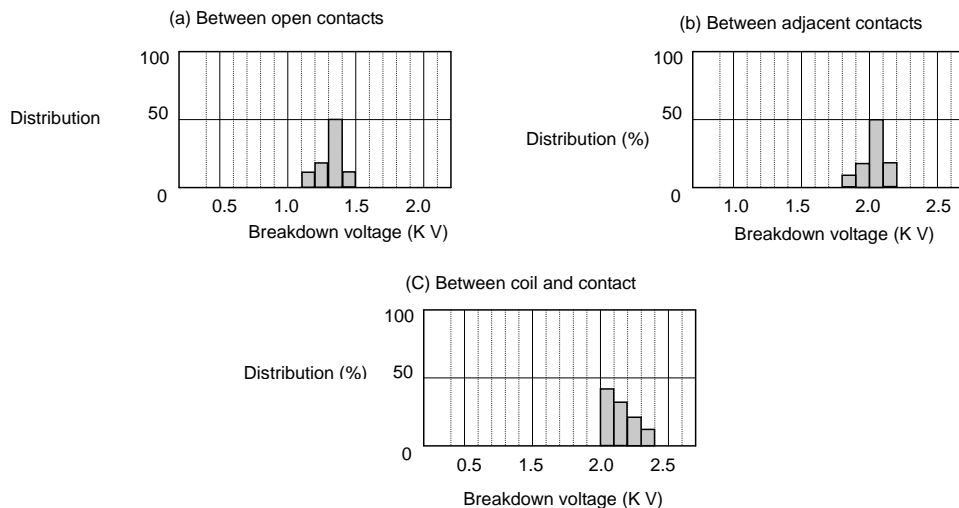 (a) Between open contacts
100
Distribution
50
0
0.5 1.0 1.5 2.0
Breakdown voltage (K V)
(b) Between adjacent contacts
100
Distribution (%)
50
0
1.0 1.5 2.0 2.5
Breakdown voltage (K V)
(C) Between coil and contact
100
Distribution (%)
50
0
0.5 1.5 2.0 2.5
Breakdown voltage (K V)